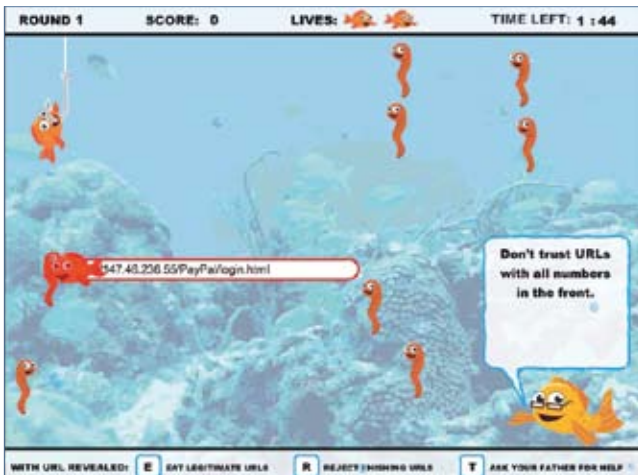 ROUND 1 SCORE: 0 LIVES: TIME LEFT: 1 : 44
147.46.236.55/PayPal/login.html
Don't trust URLs
with all numbers
in the front.
WITH URL REVEALED: E EAT LEGITIMATE URLS R REJECT PHISHING URLS T ASK YOUR FATHER FOR HELP